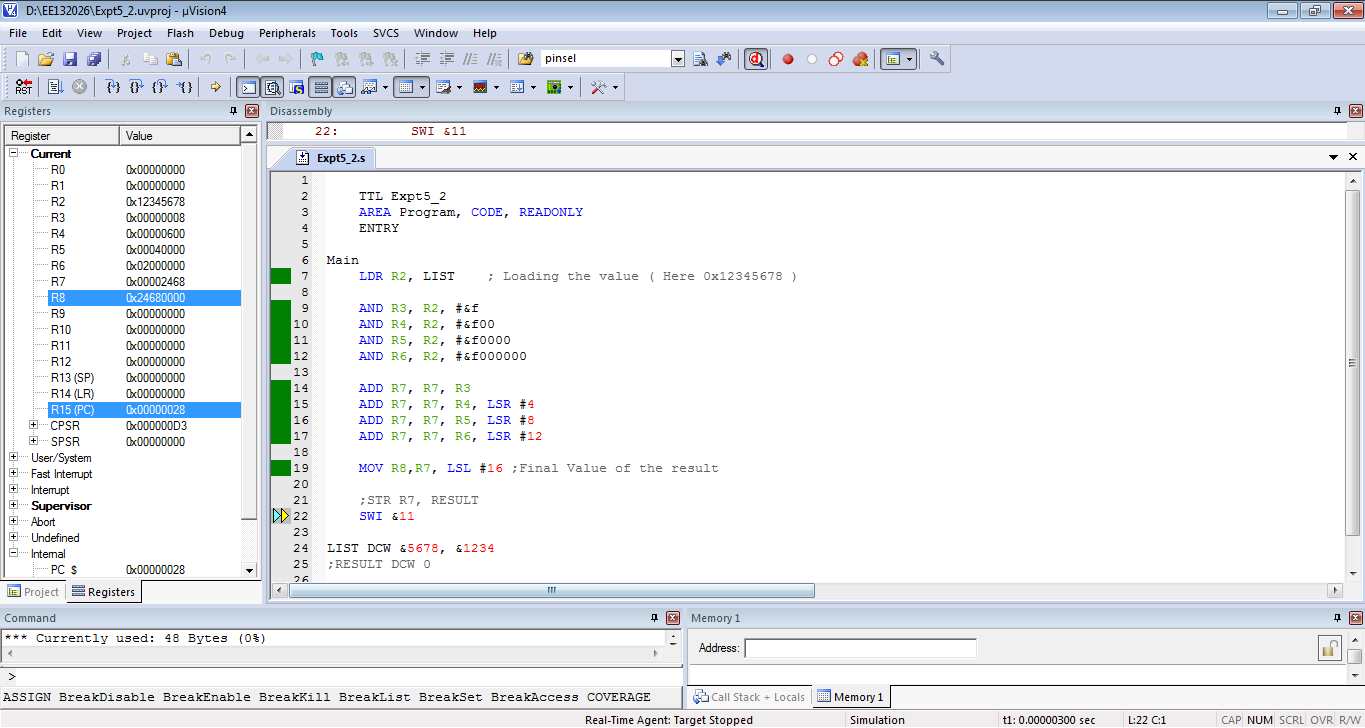 D:\EE132026\Expt5_2.uvproj - µVision4
File Edit View Project Flash Debug Peripherals Tools SVCS Window Help
pinsel
RST
Registers
Register Value
Current
R0 0x00000000
R1 0x00000000
R2 0x12345678
R3 0x00000008
R4 0x00000600
R5 0x00040000
R6 0x02000000
R7 0x00002468
R8 0x24680000
R9 0x00000000
R10 0x00000000
R11 0x00000000
R12 0x00000000
R13 (SP) 0x00000000
R14 (LR) 0x00000000
R15 (PC) 0x00000028
CPSR 0x000000D3
SPSR 0x00000000
User/System
Fast Interrupt
Interrupt
Supervisor
Abort
Undefined
Internal
PC $ 0x00000028
Project Registers
Disassembly
22: SWI &11
Expt5_2.s
1
2 TTL Expt5_2
3 AREA Program, CODE, READONLY
4 ENTRY
5
6 Main
7 LDR R2, LIST ; Loading the value ( Here 0x12345678 )
8
9 AND R3, R2, #&f
10 AND R4, R2, #&f00
11 AND R5, R2, #&f0000
12 AND R6, R2, #&f000000
13
14 ADD R7, R7, R3
15 ADD R7, R7, R4, LSR #4
16 ADD R7, R7, R5, LSR #8
17 ADD R7, R7, R6, LSR #12
18
19 MOV R8,R7, LSL #16 ;Final Value of the result
20
21 ;STR R7, RESULT
22 SWI &11
23
24 LIST DCW &5678, &1234
25 ;RESULT DCW 0
26
Command
*** Currently used: 48 Bytes (0%)
>
ASSIGN BreakDisable BreakEnable BreakKill BreakList BreakSet BreakAccess COVERAGE
Memory 1
Address:
Call Stack + Locals Memory 1
Real-Time Agent: Target Stopped Simulation t1: 0.00000300 sec L:22 C:1 CAP NUM SCRL OVR R/W